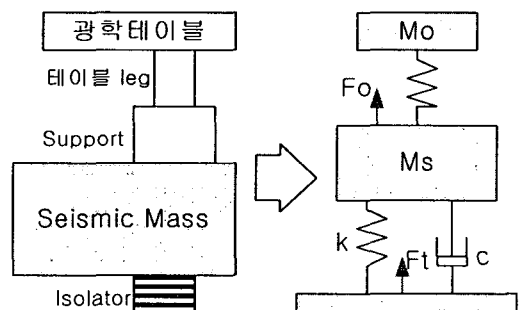 광학테이블
테이블 leg
Support
Seismic Mass
Isolator
Mo
Fo
Ms
k
Ft
c